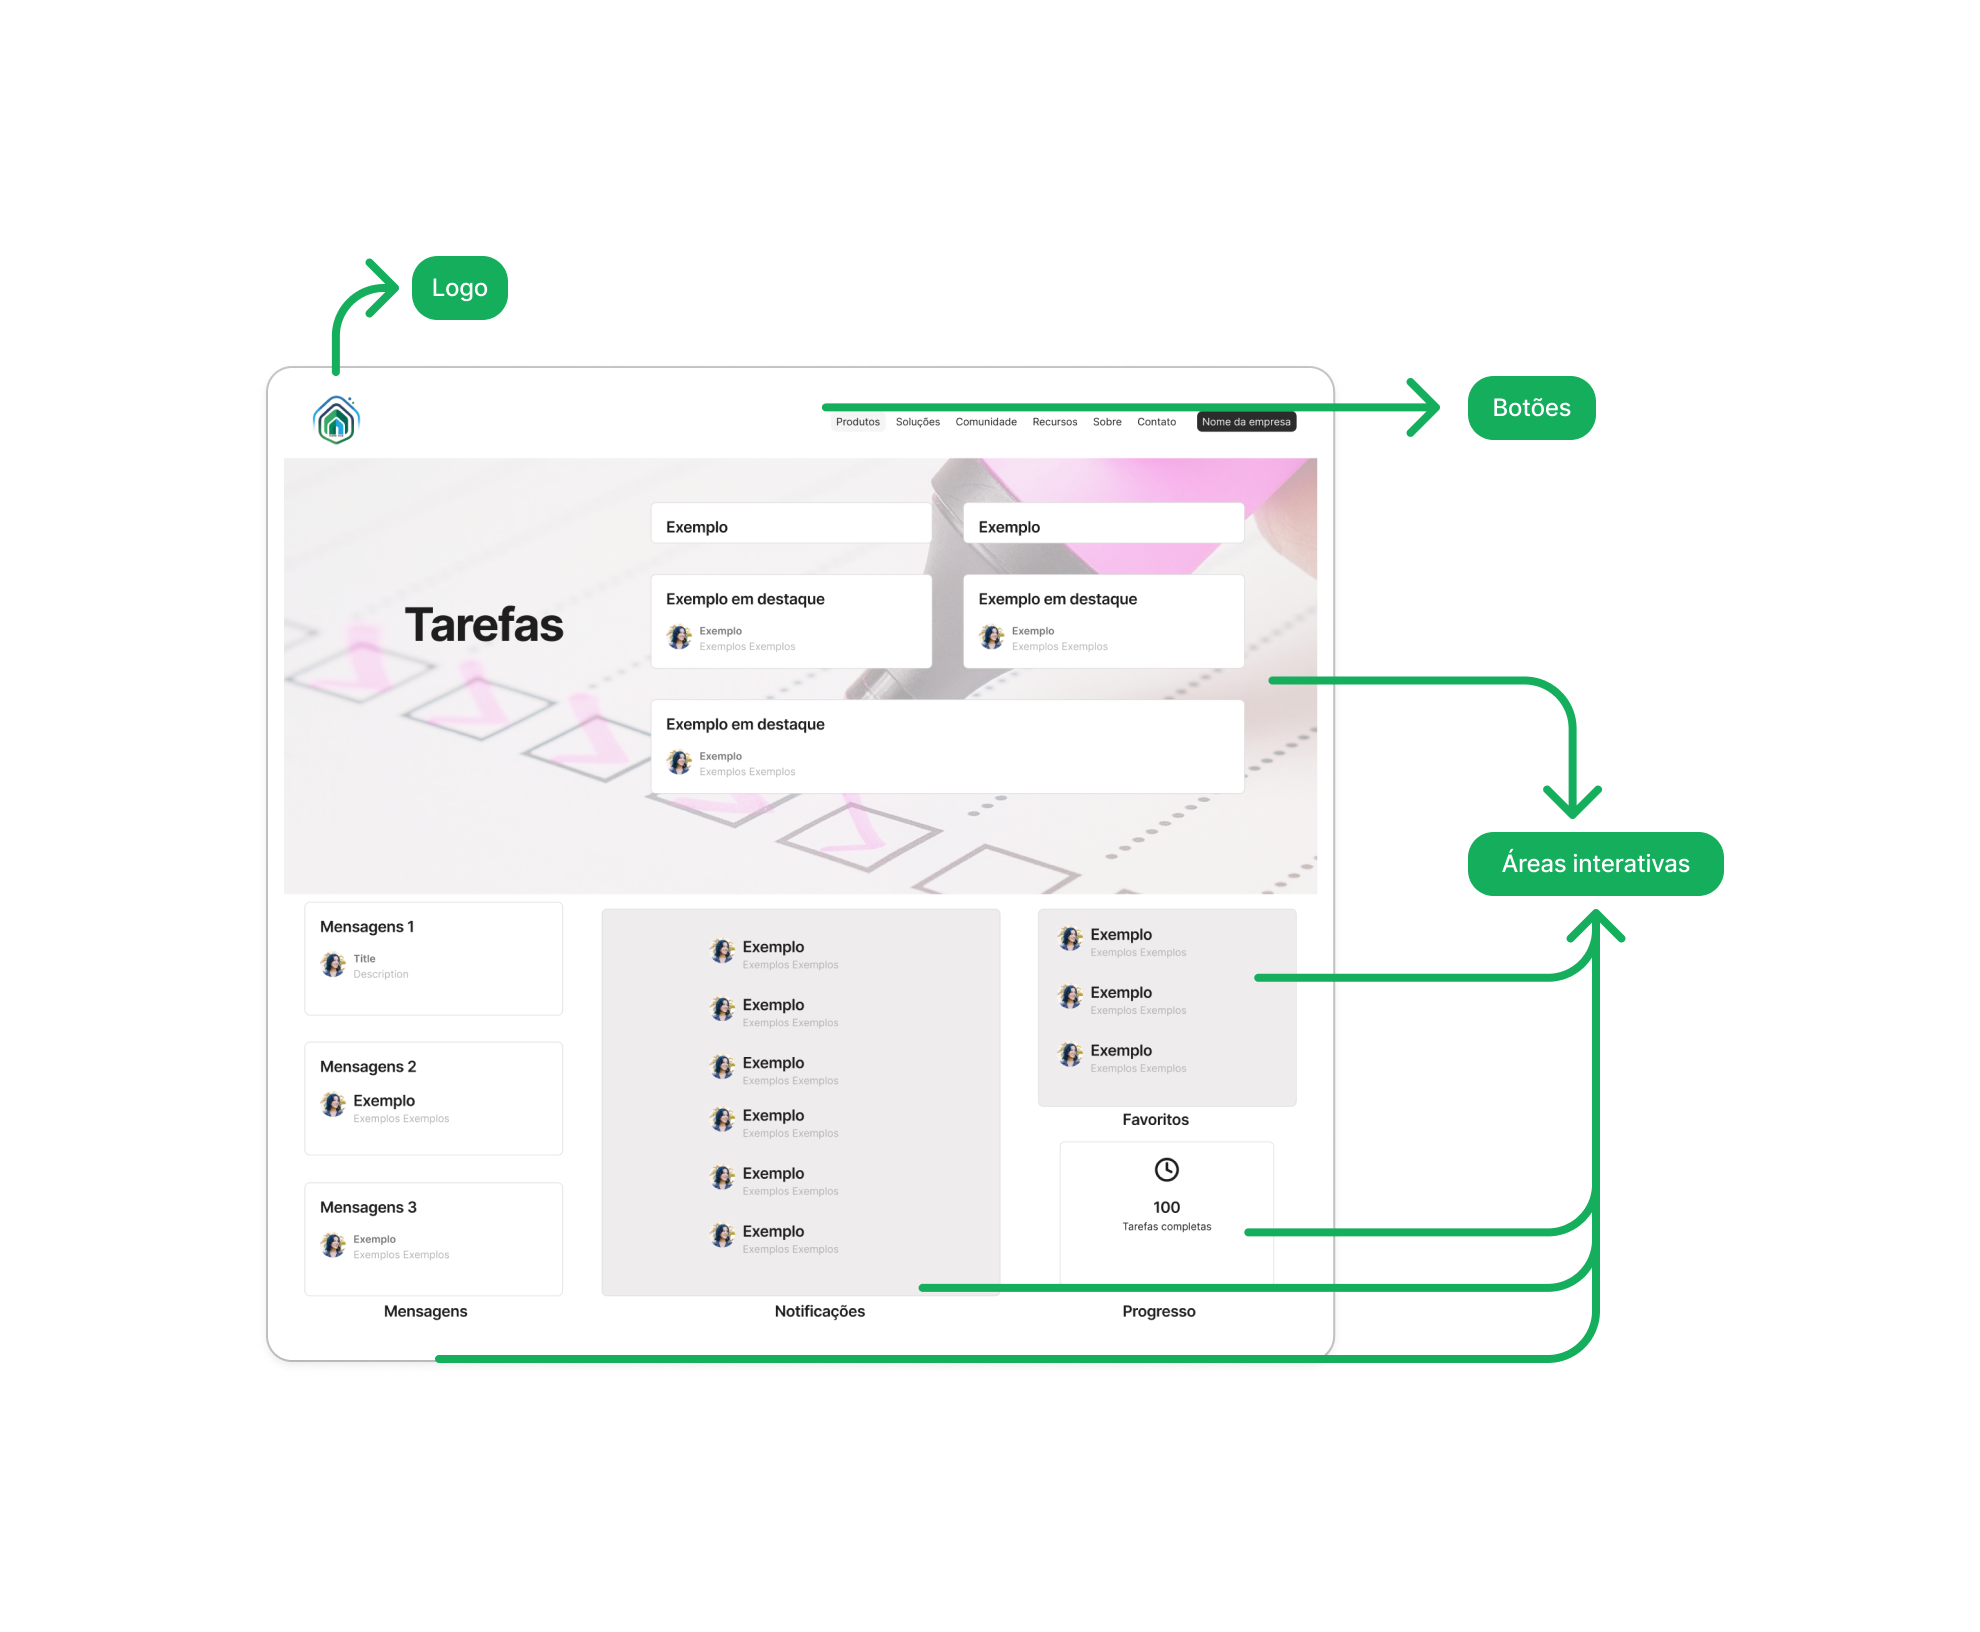 Logo
Botões
Produtos Soluções Comunidade Recursos Sobre Contato Nome da empresa
Tarefas
Exemplo
Exemplo
Exemplo em destaque
Exemplo
Exemplos Exemplos
Exemplo em destaque
Exemplo
Exemplos Exemplos
Exemplo em destaque
Exemplo
Exemplos Exemplos
Áreas interativas
Mensagens 1
Title
Description
Mensagens 2
Exemplo
Exemplos Exemplos
Mensagens 3
Exemplo
Exemplos Exemplos
Mensagens
Exemplo
Exemplos Exemplos
Exemplo
Exemplos Exemplos
Exemplo
Exemplos Exemplos
Exemplo
Exemplos Exemplos
Exemplo
Exemplos Exemplos
Exemplo
Exemplos Exemplos
Notificações
Exemplo
Exemplos Exemplos
Exemplo
Exemplos Exemplos
Exemplo
Exemplos Exemplos
Favoritos
100
Tarefas completas
Progresso